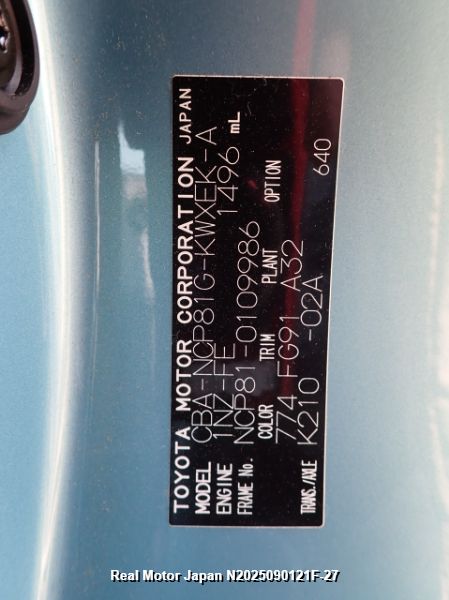 TOYOTA MOTOR CORPORATION JAPAN
MODEL CBA-NCP81G-KWXEK-A
ENGINE 1NZ-FE 1496 mL
FRAME No. NCP81-0109986
COLOR TRIM PLANT OPTION
774 FG91 A32 640
TRANS./AXLE K210 -02A
Real Motor Japan N2025090121F-27